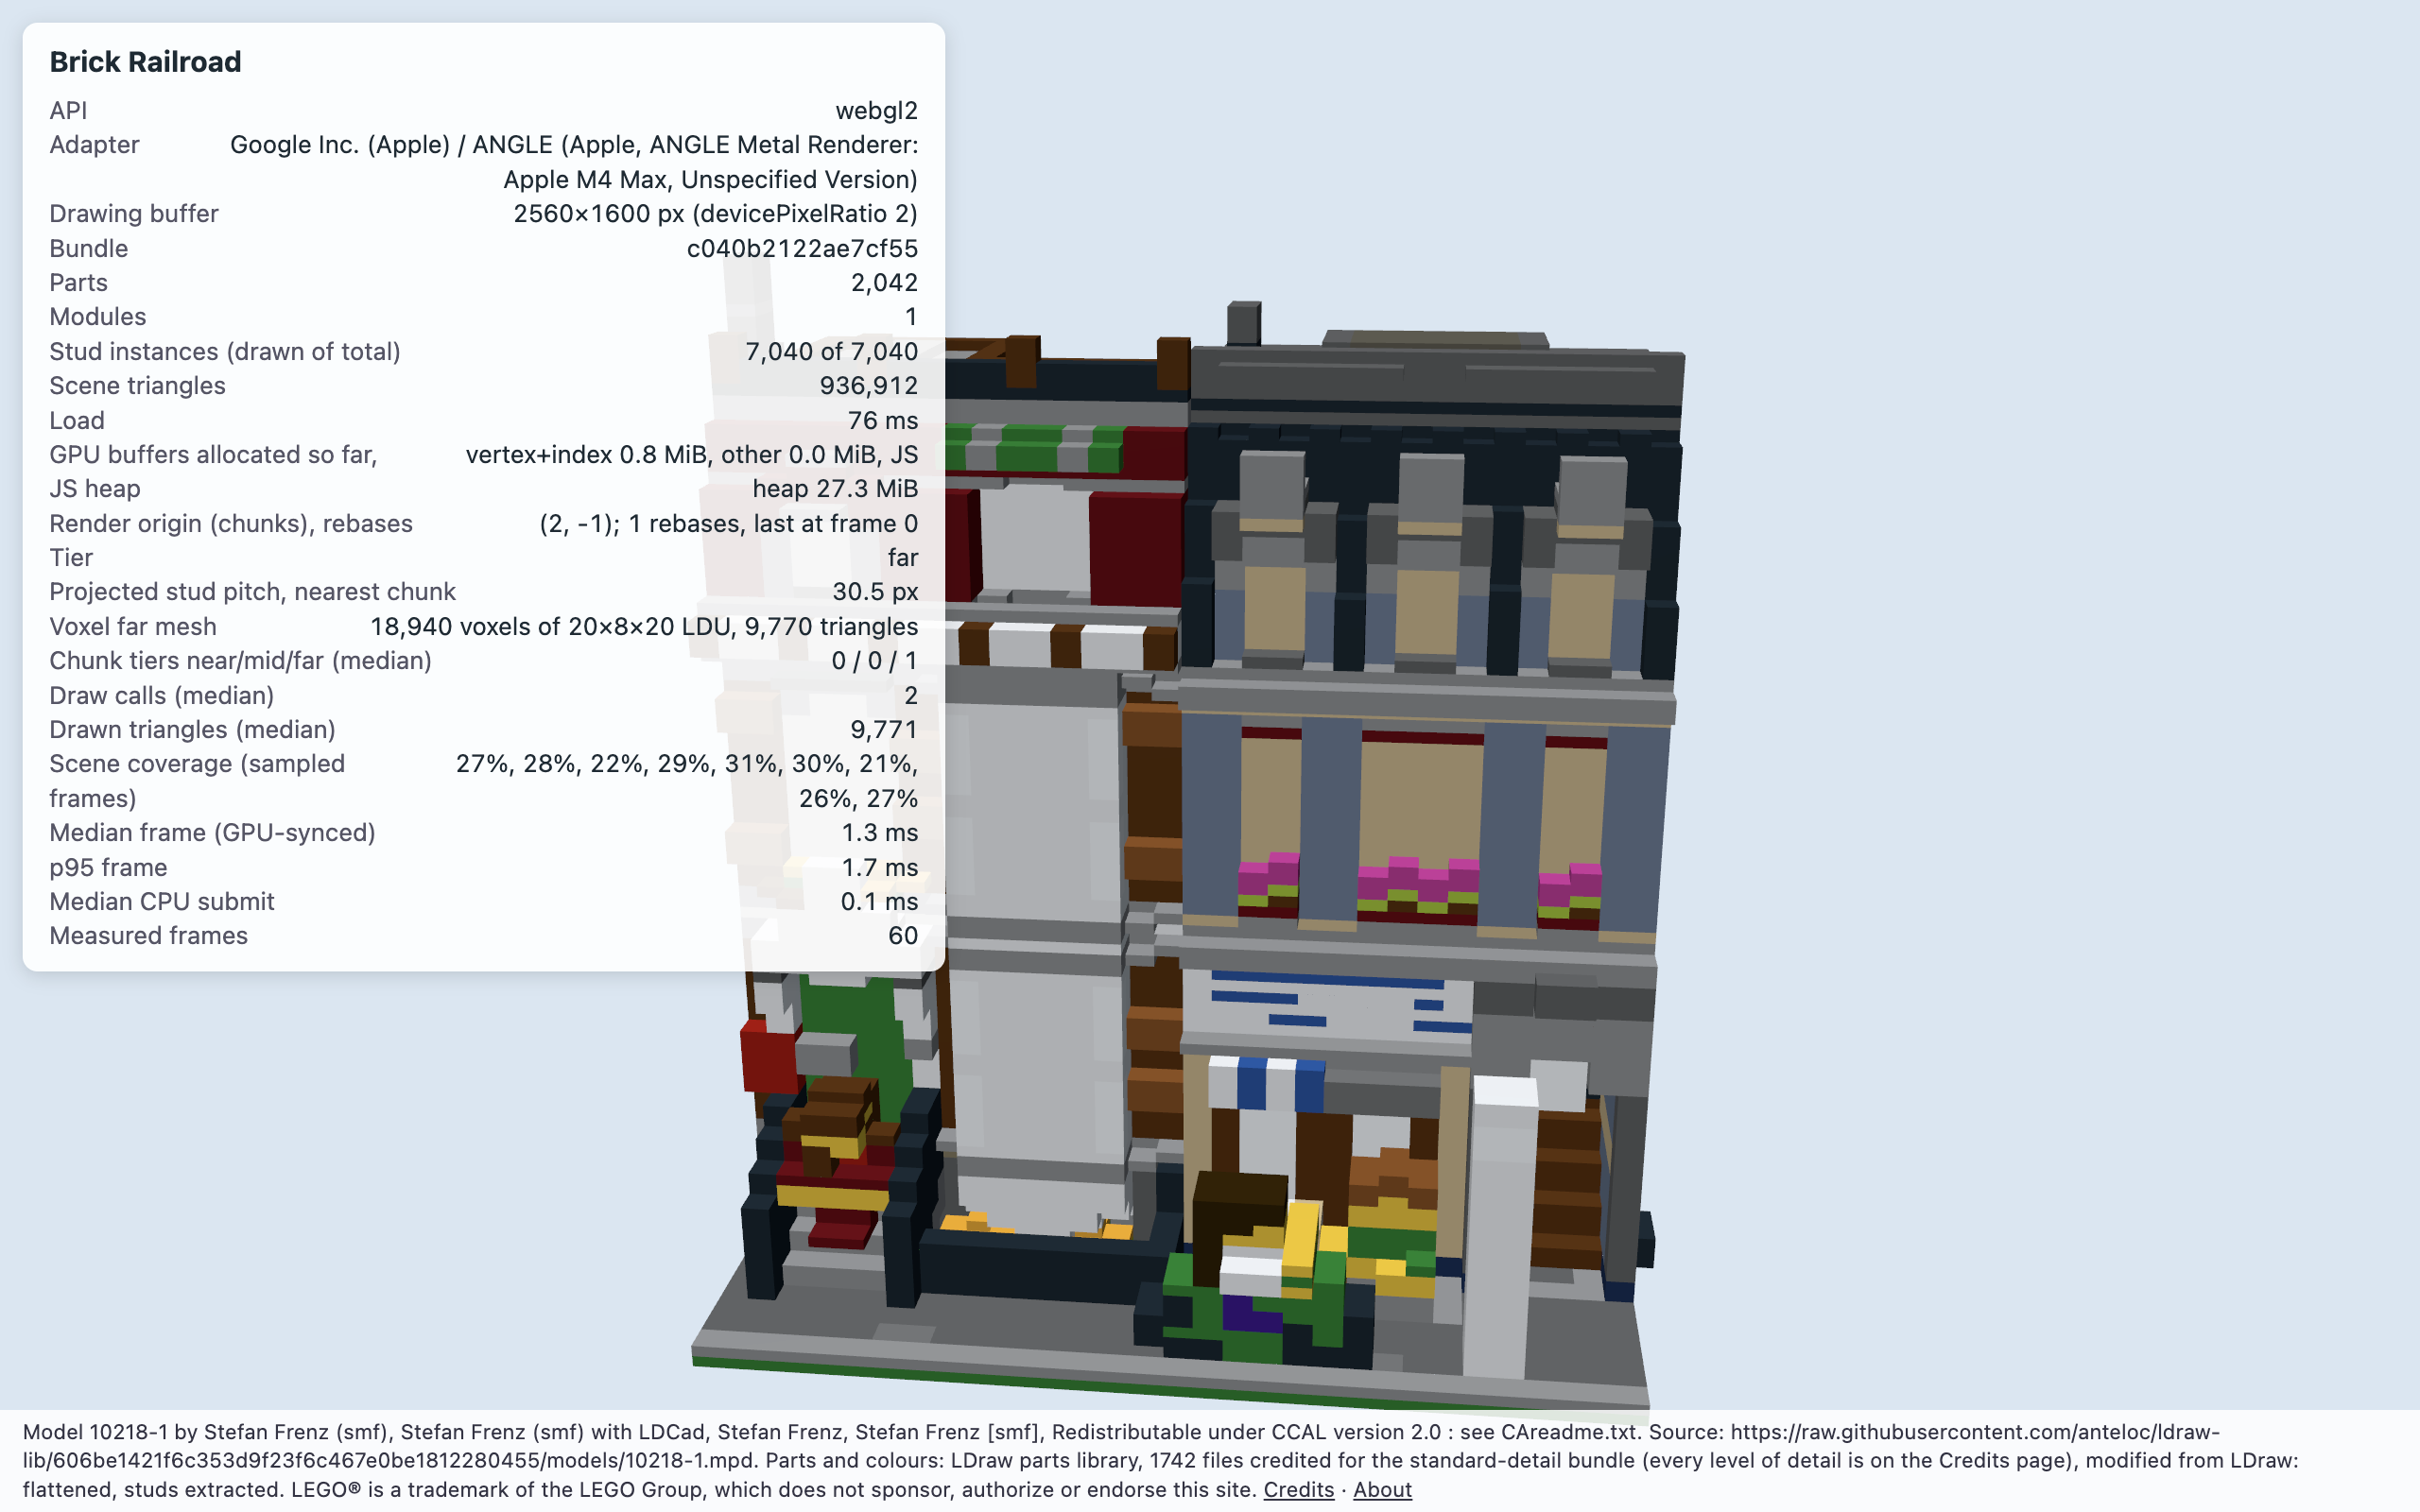 Brick Railroad
API webgl2
Adapter Google Inc. (Apple) / ANGLE (Apple, ANGLE Metal Renderer:
Apple M4 Max, Unspecified Version)
Drawing buffer 2560×1600 px (devicePixelRatio 2)
Bundle c040b2122ae7cf55
Parts 2,042
Modules 1
Stud instances (drawn of total) 7,040 of 7,040
Scene triangles 936,912
Load 76 ms
GPU buffers allocated so far, vertex+index 0.8 MiB, other 0.0 MiB, JS
JS heap heap 27.3 MiB
Render origin (chunks), rebases (2, -1); 1 rebases, last at frame 0
Tier far
Projected stud pitch, nearest chunk 30.5 px
Voxel far mesh 18,940 voxels of 20×8×20 LDU, 9,770 triangles
Chunk tiers near/mid/far (median) 0 / 0 / 1
Draw calls (median) 2
Drawn triangles (median) 9,771
Scene coverage (sampled 27%, 28%, 22%, 29%, 31%, 30%, 21%,
frames) 26%, 27%
Median frame (GPU-synced) 1.3 ms
p95 frame 1.7 ms
Median CPU submit 0.1 ms
Measured frames 60
Model 10218-1 by Stefan Frenz (smf), Stefan Frenz (smf) with LDCad, Stefan Frenz, Stefan Frenz [smf], Redistributable under CCAL version 2.0 : see CAreadme.txt. Source: https://raw.githubusercontent.com/anteloc/ldraw-
lib/606be1421f6c353d9f23f6c467e0be1812280455/models/10218-1.mpd. Parts and colours: LDraw parts library, 1742 files credited for the standard-detail bundle (every level of detail is on the Credits page), modified from LDraw:
flattened, studs extracted. LEGO® is a trademark of the LEGO Group, which does not sponsor, authorize or endorse this site. Credits · About